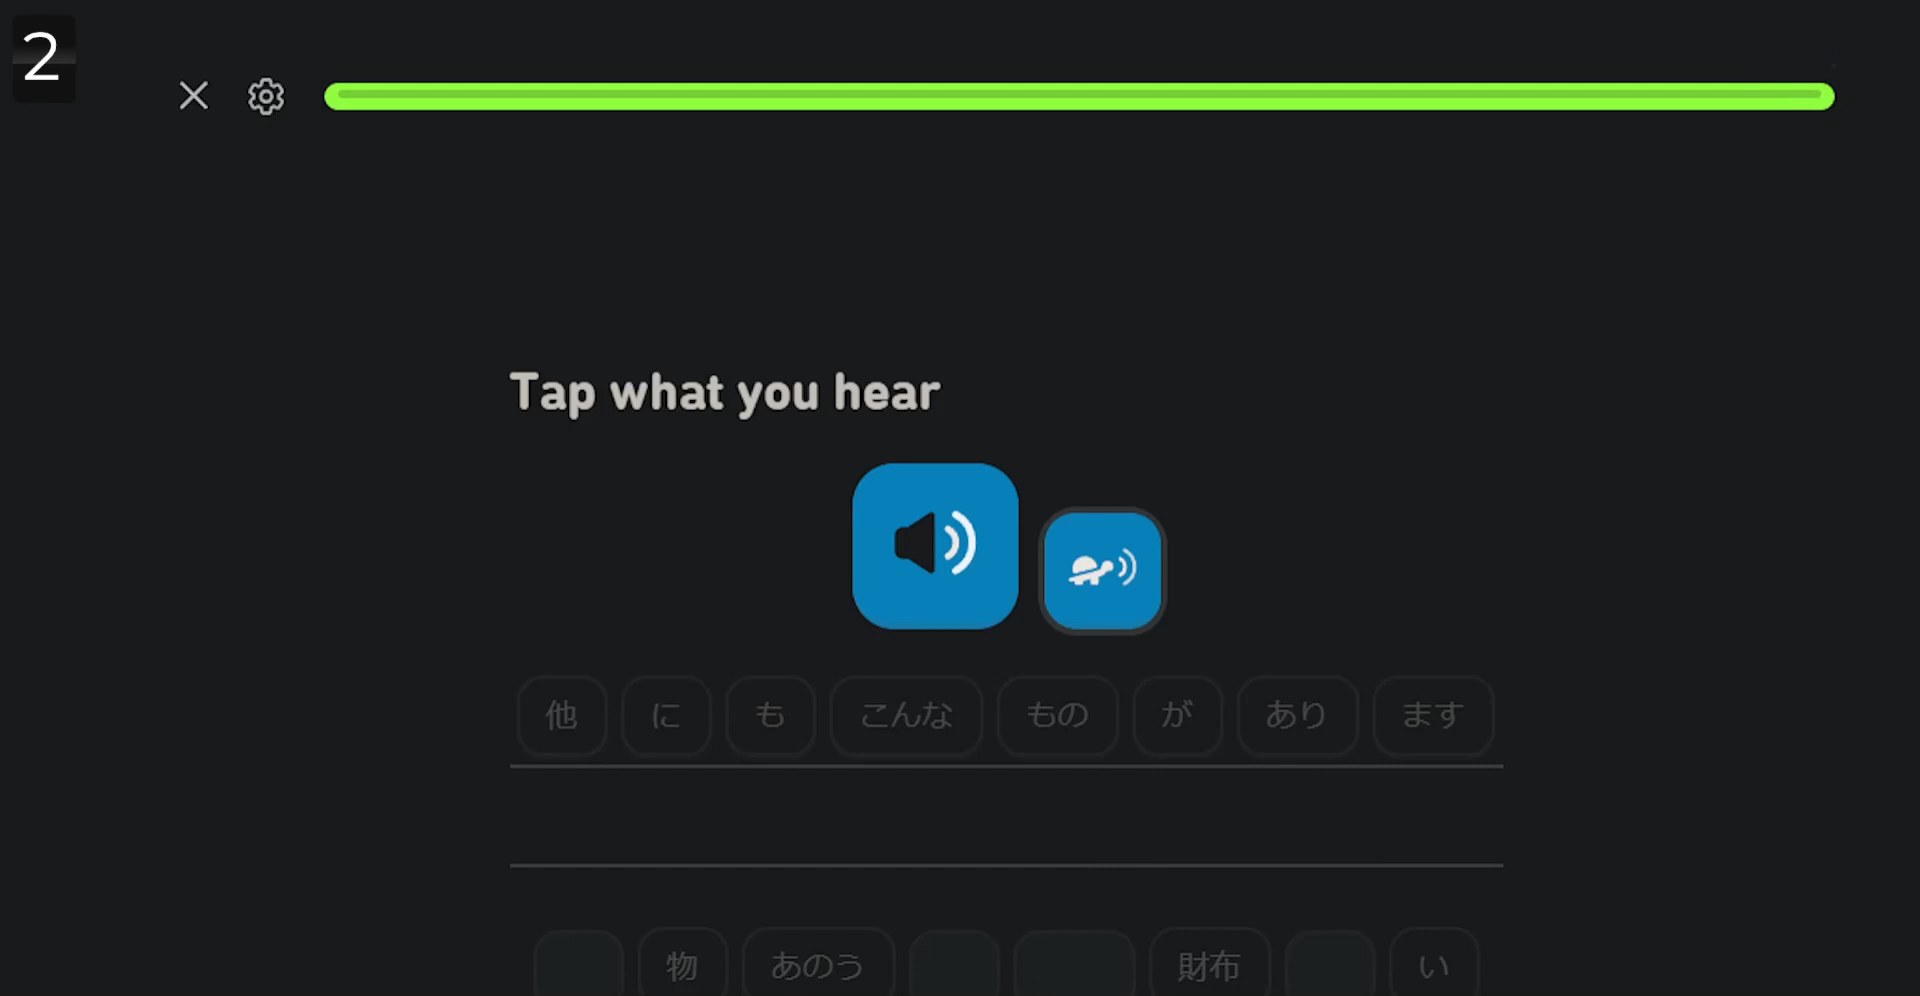 2
Tap what you hear
他 に も こんな もの が あり ます
物 あのう 財布 い